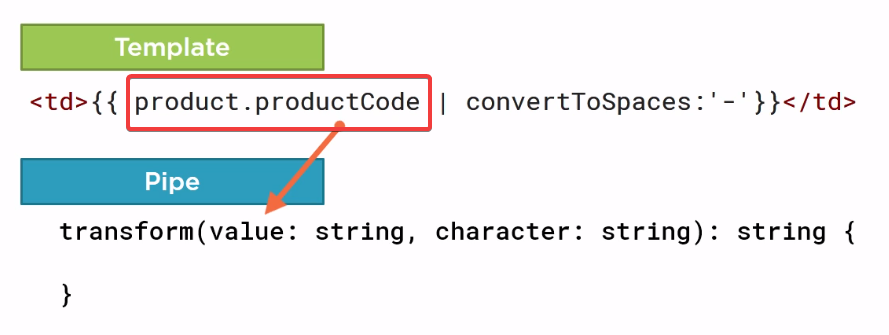 Template
<td>{{ product.productCode | convertToSpaces:'-'}}</td>
Pipe
transform(value: string, character: string): string {
}